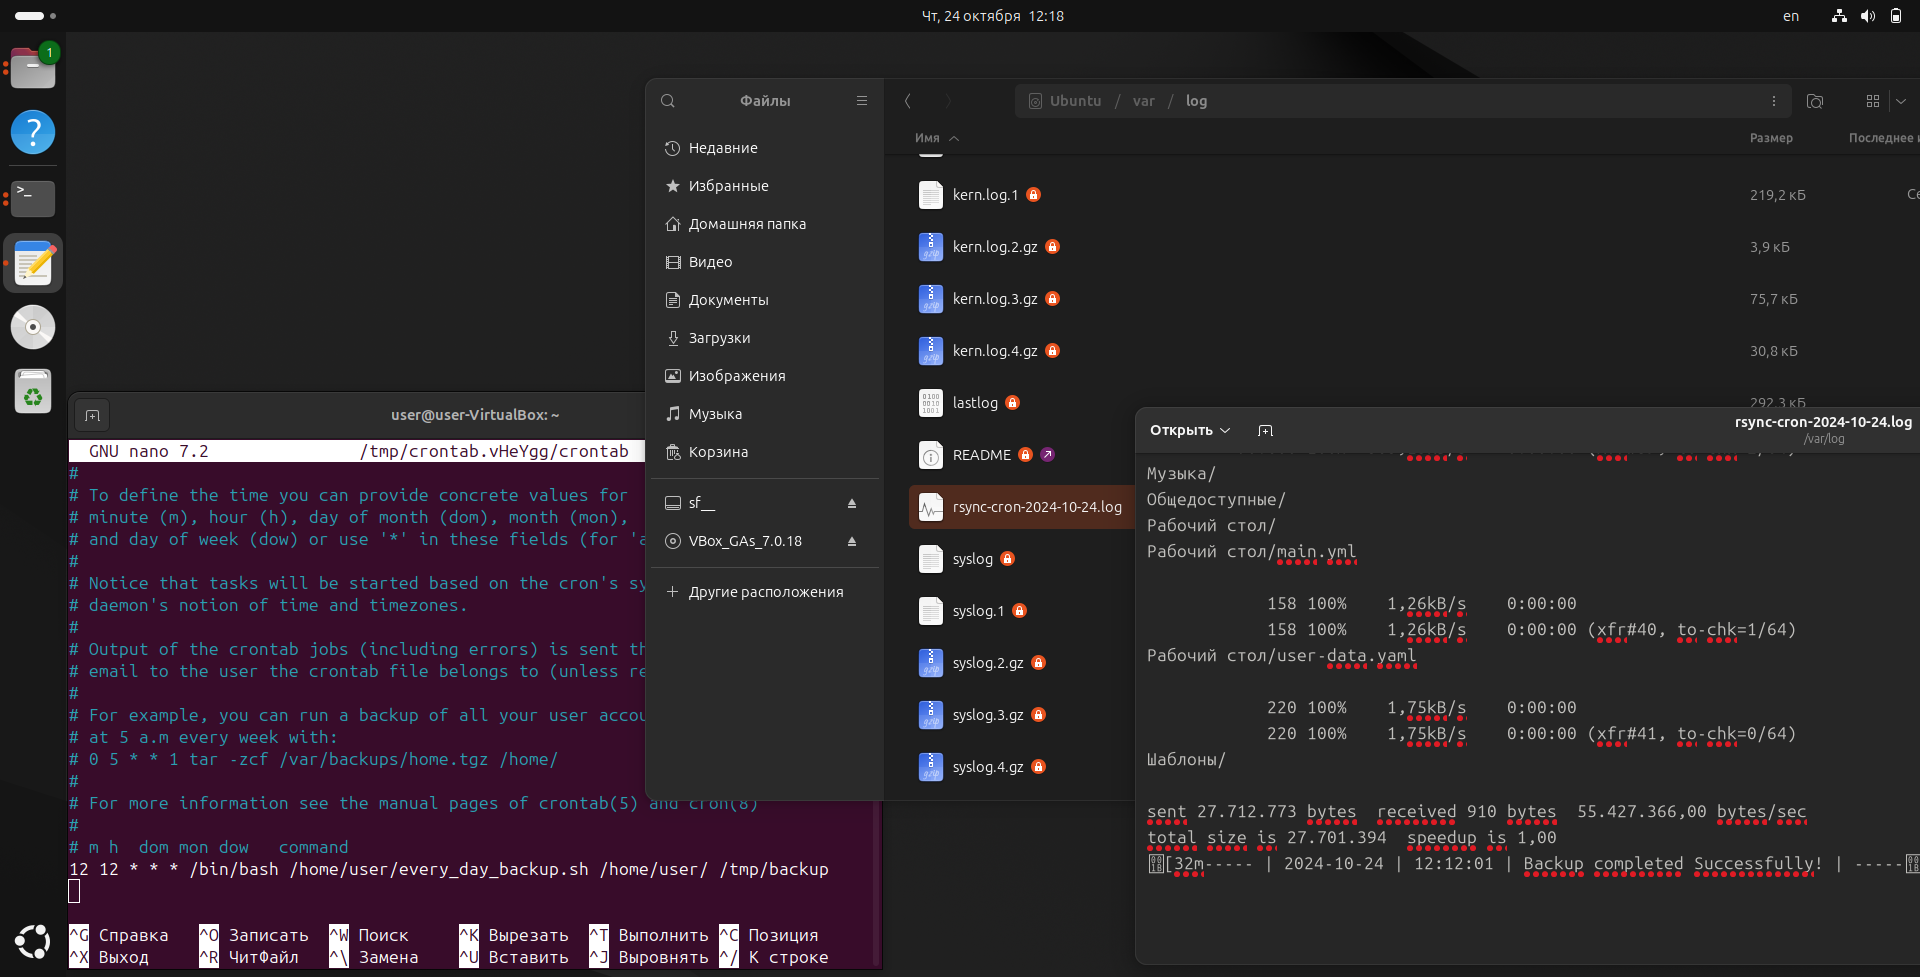 Чт, 24 октября 12:18
en
1
?
>_
Файлы
Недавние
Избранные
Домашняя папка
Видео
Документы
Загрузки
Изображения
Музыка
Корзина
sf__
VBox_GAs_7.0.18
+ Другие расположения
Ubuntu / var / log
Имя
Размер
kern.log.1
219,2 кБ
kern.log.2.gz
3,9 кБ
kern.log.3.gz
75,7 кБ
kern.log.4.gz
30,8 кБ
lastlog
292,3 кБ
README
rsync-cron-2024-10-24.log
syslog
syslog.1
syslog.2.gz
syslog.3.gz
syslog.4.gz
user@user-VirtualBox: ~
GNU nano 7.2 /tmp/crontab.vHeYgg/crontab
#
# To define the time you can provide concrete values for
# minute (m), hour (h), day of month (dom), month (mon),
# and day of week (dow) or use '*' in these fields (for 'a
#
# Notice that tasks will be started based on the cron's sy
# daemon's notion of time and timezones.
#
# Output of the crontab jobs (including errors) is sent th
# email to the user the crontab file belongs to (unless re
#
# For example, you can run a backup of all your user accou
# at 5 a.m every week with:
# 0 5 * * 1 tar -zcf /var/backups/home.tgz /home/
#
# For more information see the manual pages of crontab(5) and cron(8)
#
# m h  dom mon dow   command
12 12 * * * /bin/bash /home/user/every_day_backup.sh /home/user/ /tmp/backup
^G Справка ^O Записать ^W Поиск ^K Вырезать ^T Выполнить ^C Позиция
^X Выход ^R ЧитФайл ^\ Замена ^U Вставить ^J Выровнять ^/ К строке
Открыть
rsync-cron-2024-10-24.log
/var/log
Музыка/
Общедоступные/
Рабочий стол/
Рабочий стол/main.yml
158 100% 1,26kB/s 0:00:00
158 100% 1,26kB/s 0:00:00 (xfr#40, to-chk=1/64)
Рабочий стол/user-data.yaml
220 100% 1,75kB/s 0:00:00
220 100% 1,75kB/s 0:00:00 (xfr#41, to-chk=0/64)
Шаблоны/
sent 27.712.773 bytes  received 910 bytes  55.427.366,00 bytes/sec
total size is 27.701.394  speedup is 1,00
[32m----- | 2024-10-24 | 12:12:01 | Backup completed Successfully! | -----